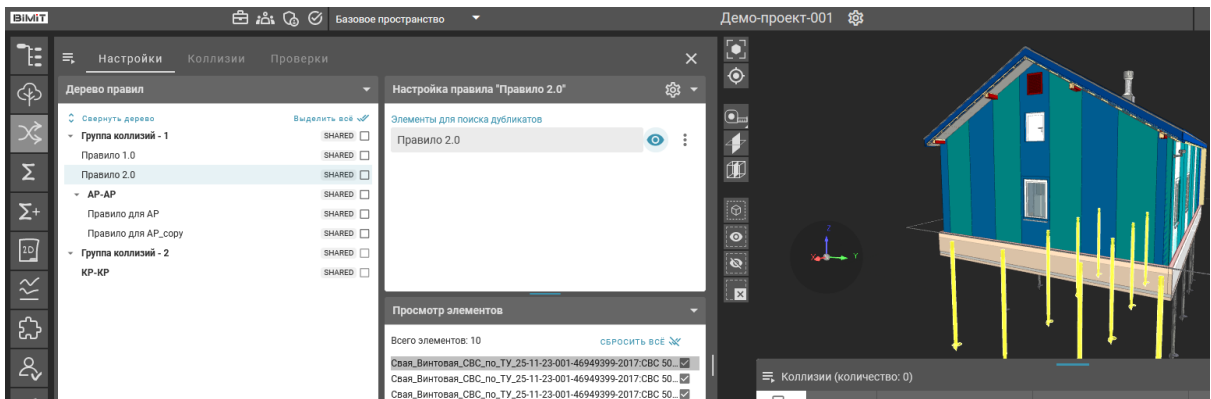 BIMIT
Базовое пространство
Демо-проект-001
Настройки Коллизии Проверки
Дерево правил
Свернуть дерево Выделить всё
Группа коллизий - 1 SHARED
Правило 1.0 SHARED
Правило 2.0 SHARED
АР-АР SHARED
Правило для АР SHARED
Правило для АР_copy SHARED
Группа коллизий - 2 SHARED
КР-КР SHARED
Настройка правила "Правило 2.0"
Элементы для поиска дубликатов
Правило 2.0
Просмотр элементов
Всего элементов: 10 СБРОСИТЬ ВСЁ
Свая_Винтовая_СВС_по_ТУ_25-11-23-001-46949399-2017:СВС 50...
Свая_Винтовая_СВС_по_ТУ_25-11-23-001-46949399-2017:СВС 50...
Свая_Винтовая_СВС_по_ТУ_25-11-23-001-46949399-2017:СВС 50...
Σ
Σ+
2D
Z
X Y
Коллизии (количество: 0)